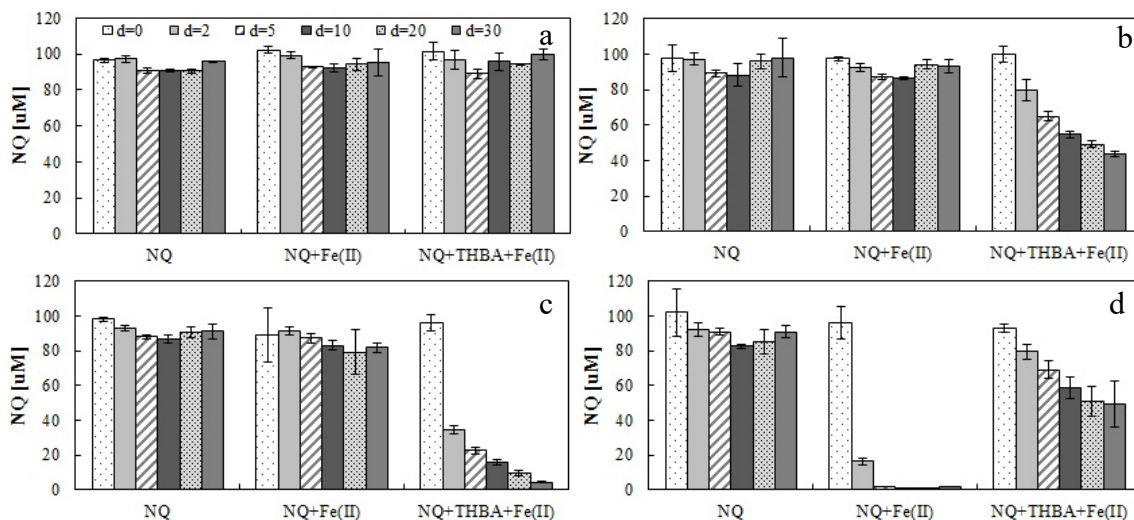 120
100
80
60
40
20
0
NQ [uM]
d=0 d=2 d=5 d=10 d=20 d=30
a
NQ NQ+Fe(II) NQ+THBA+Fe(II)
120
100
80
60
40
20
0
NQ [uM]
b
NQ NQ+Fe(II) NQ+THBA+Fe(II)
120
100
80
60
40
20
0
NQ [uM]
c
NQ NQ+Fe(II) NQ+THBA+Fe(II)
120
100
80
60
40
20
0
NQ [uM]
d
NQ NQ+Fe(II) NQ+THBA+Fe(II)